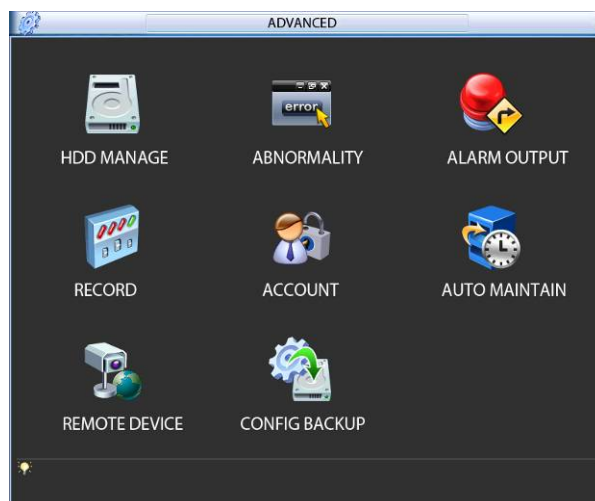 ADVANCED
error
HDD MANAGE ABNORMALITY ALARM OUTPUT
RECORD ACCOUNT AUTO MAINTAIN
REMOTE DEVICE CONFIG BACKUP